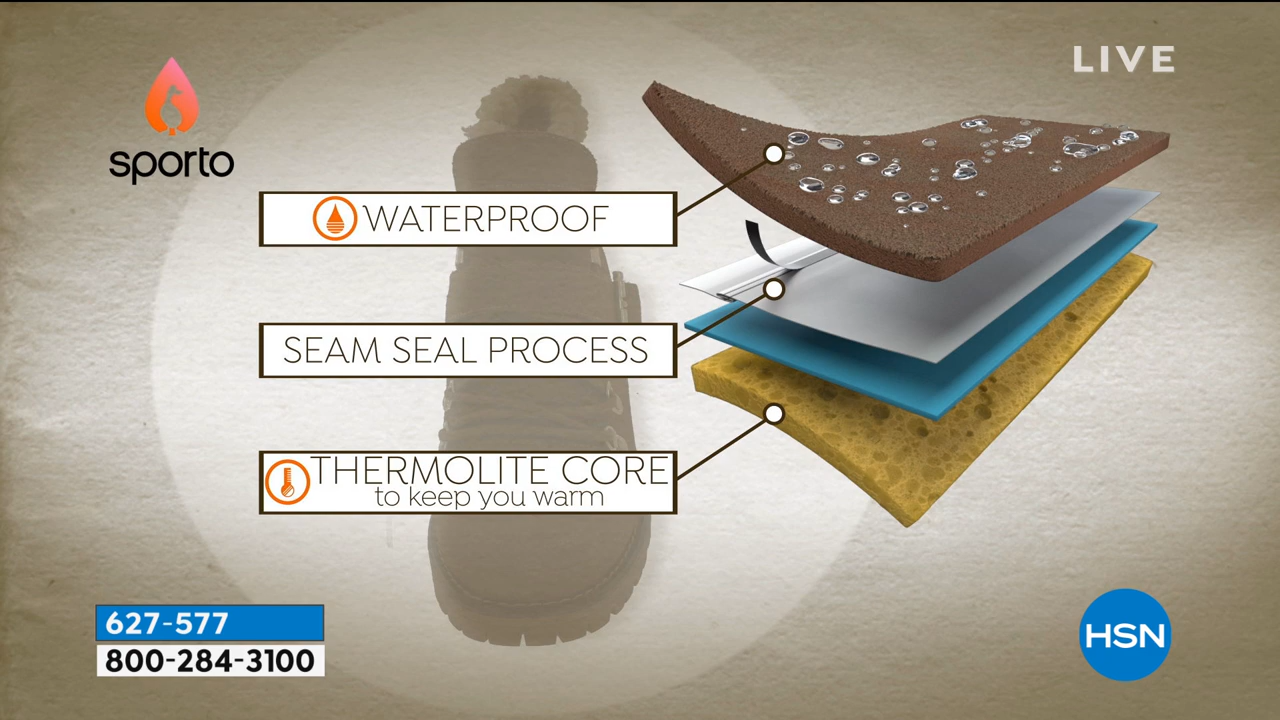 LIVE
sporto
WATERPROOF
SEAM SEAL PROCESS
THERMOLITE CORE
to keep you warm
627-577
800-284-3100
HSN